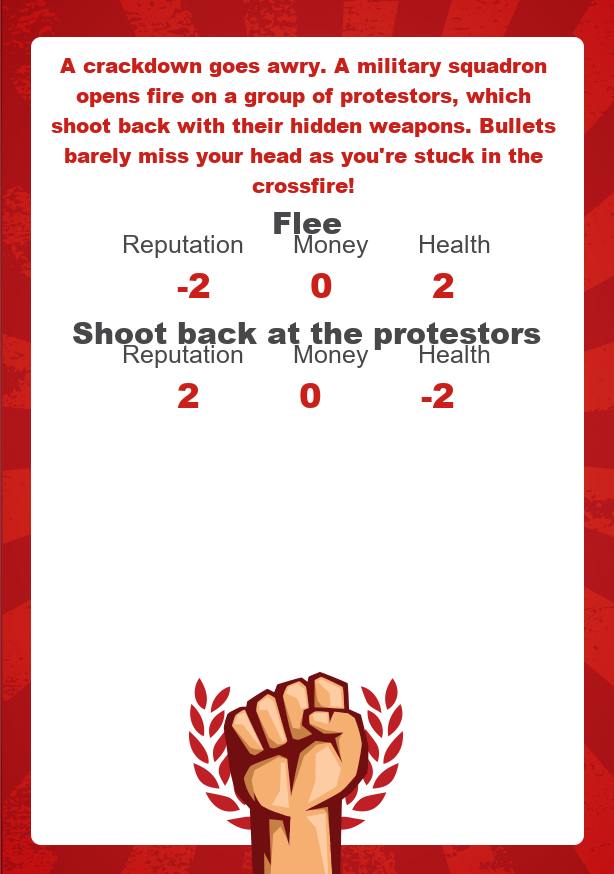 A crackdown goes awry. A military squadron
opens fire on a group of protestors, which
shoot back with their hidden weapons. Bullets
barely miss your head as you're stuck in the
crossfire!
Flee
Reputation Money Health
-2 0 2
Shoot back at the protestors
Reputation Money Health
2 0 -2